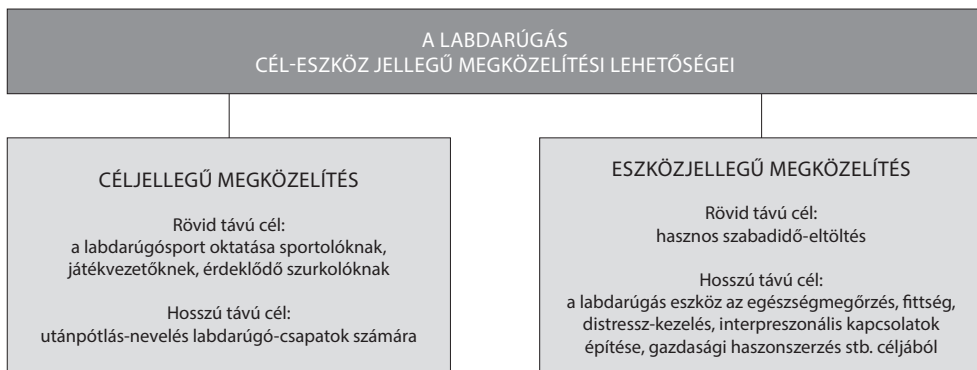 A LABDARÚGÁS
CÉL-ESZKÖZ JELLEGŰ MEGKÖZELÍTÉSI LEHETŐSÉGEI
CÉLJELLEGŰ MEGKÖZELÍTÉS
Rövid távú cél:
a labdarúgósport oktatása sportolóknak,
játékvezetőknek, érdeklődő szurkolóknak
Hosszú távú cél:
utánpótlás-nevelés labdarúgó-csapatok számára
ESZKÖZJELLEGŰ MEGKÖZELÍTÉS
Rövid távú cél:
hasznos szabadidő-eltöltés
Hosszú távú cél:
a labdarúgás eszköz az egészségmegőrzés, fittség,
distressz-kezelés, interpreszonális kapcsolatok
építése, gazdasági haszonszerzés stb. céljából